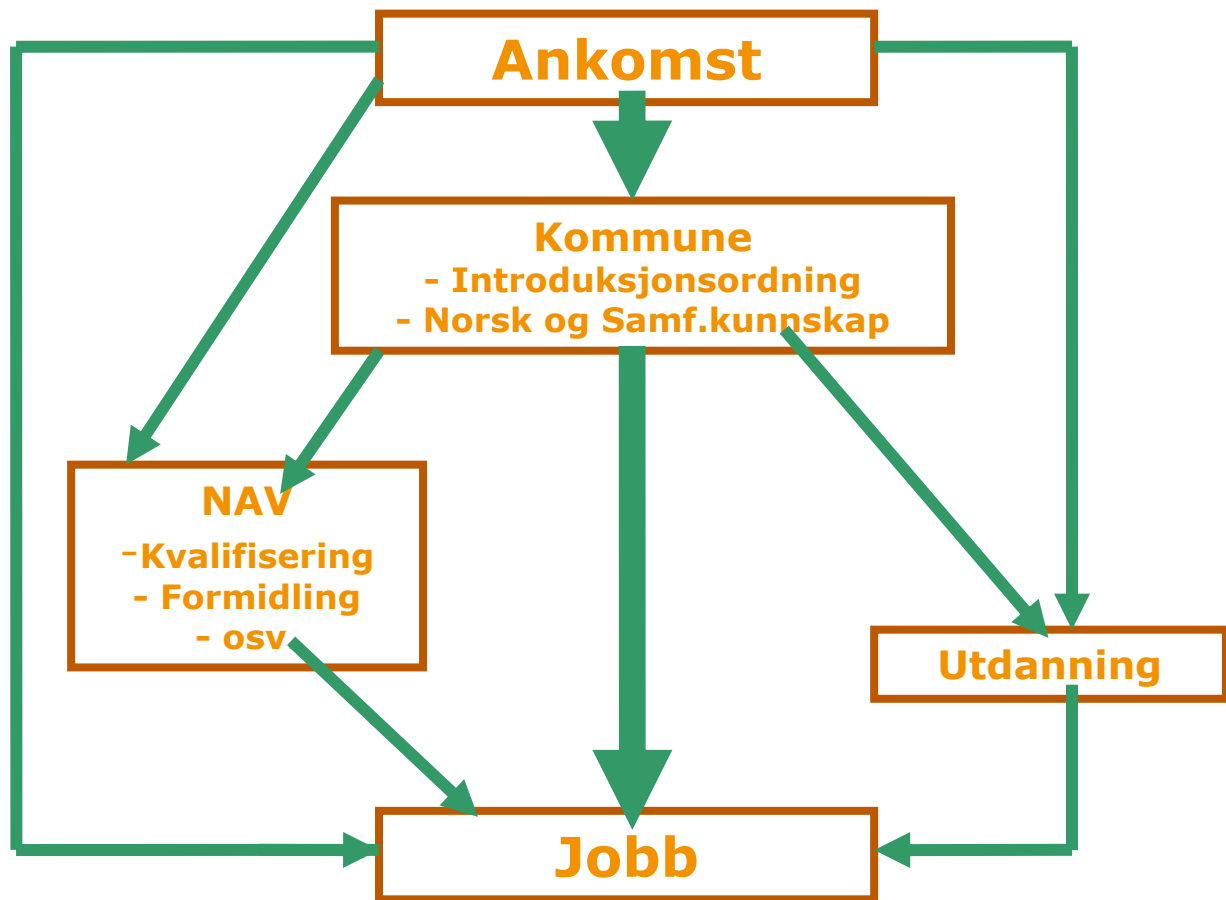 Ankomst
Kommune
- Introduksjonsordning
- Norsk og Samf.kunnskap
NAV
-Kvalifisering
- Formidling
- osv
Utdanning
Jobb